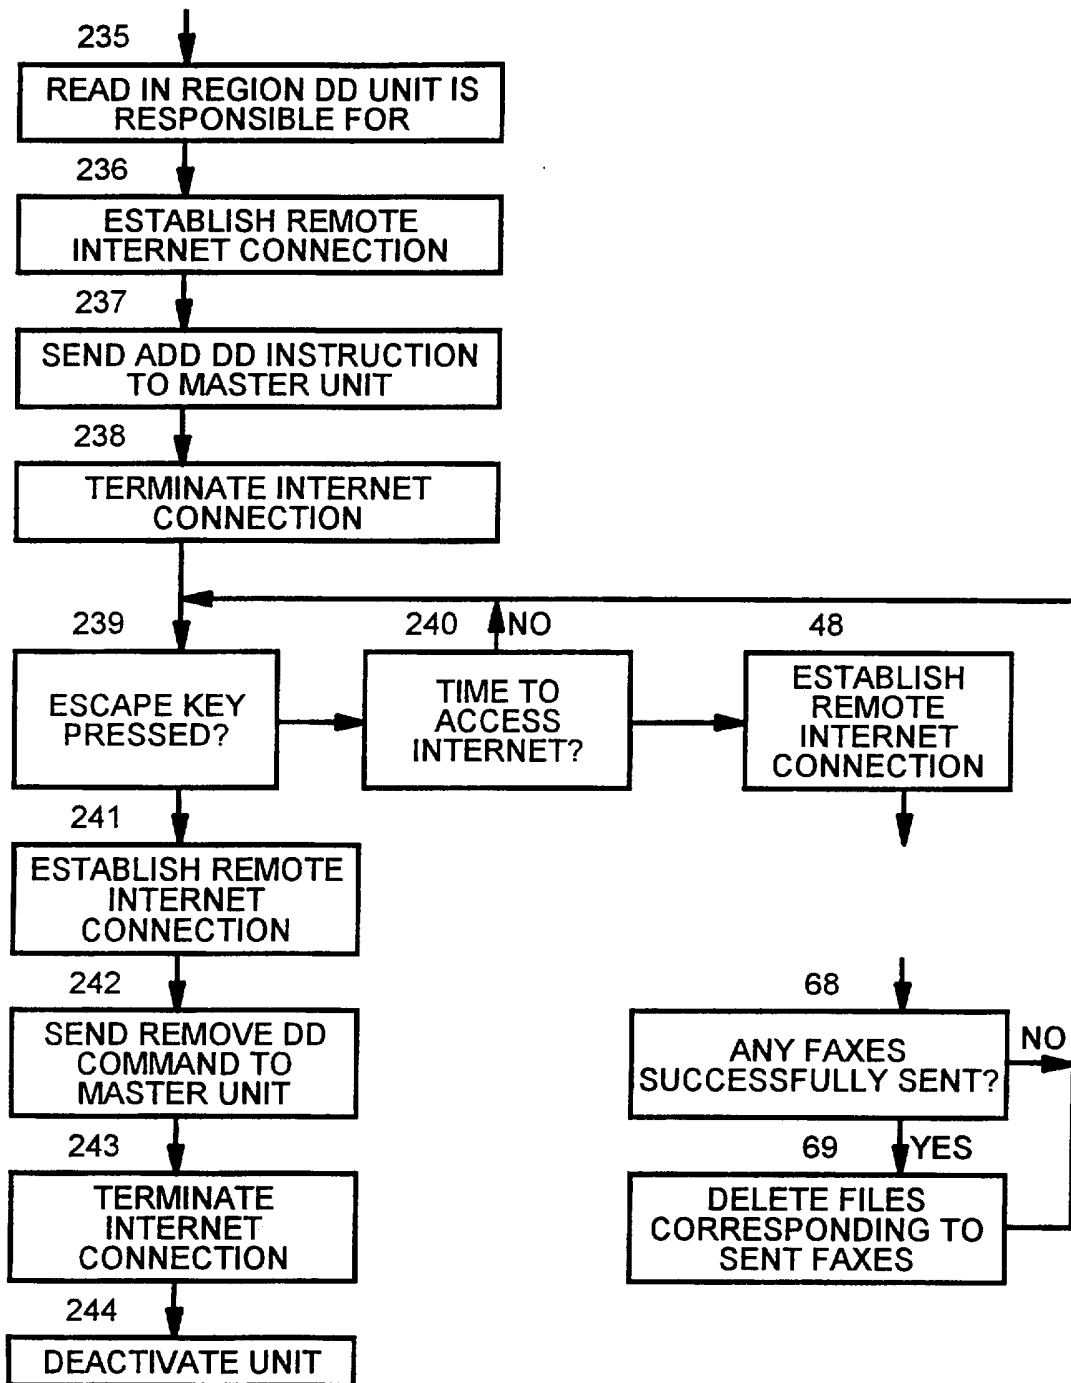 235
READ IN REGION DD UNIT IS
RESPONSIBLE FOR
236
ESTABLISH REMOTE
INTERNET CONNECTION
237
SEND ADD DD INSTRUCTION
TO MASTER UNIT
238
TERMINATE INTERNET
CONNECTION
239
ESCAPE KEY
PRESSED?
240
NO
TIME TO
ACCESS
INTERNET?
48
ESTABLISH
REMOTE
INTERNET
CONNECTION
241
ESTABLISH REMOTE
INTERNET
CONNECTION
242
SEND REMOVE DD
COMMAND TO
MASTER UNIT
243
TERMINATE
INTERNET
CONNECTION
244
DEACTIVATE UNIT
68
ANY FAXES
SUCCESSFULLY SENT?
NO
69
YES
DELETE FILES
CORRESPONDING TO
SENT FAXES